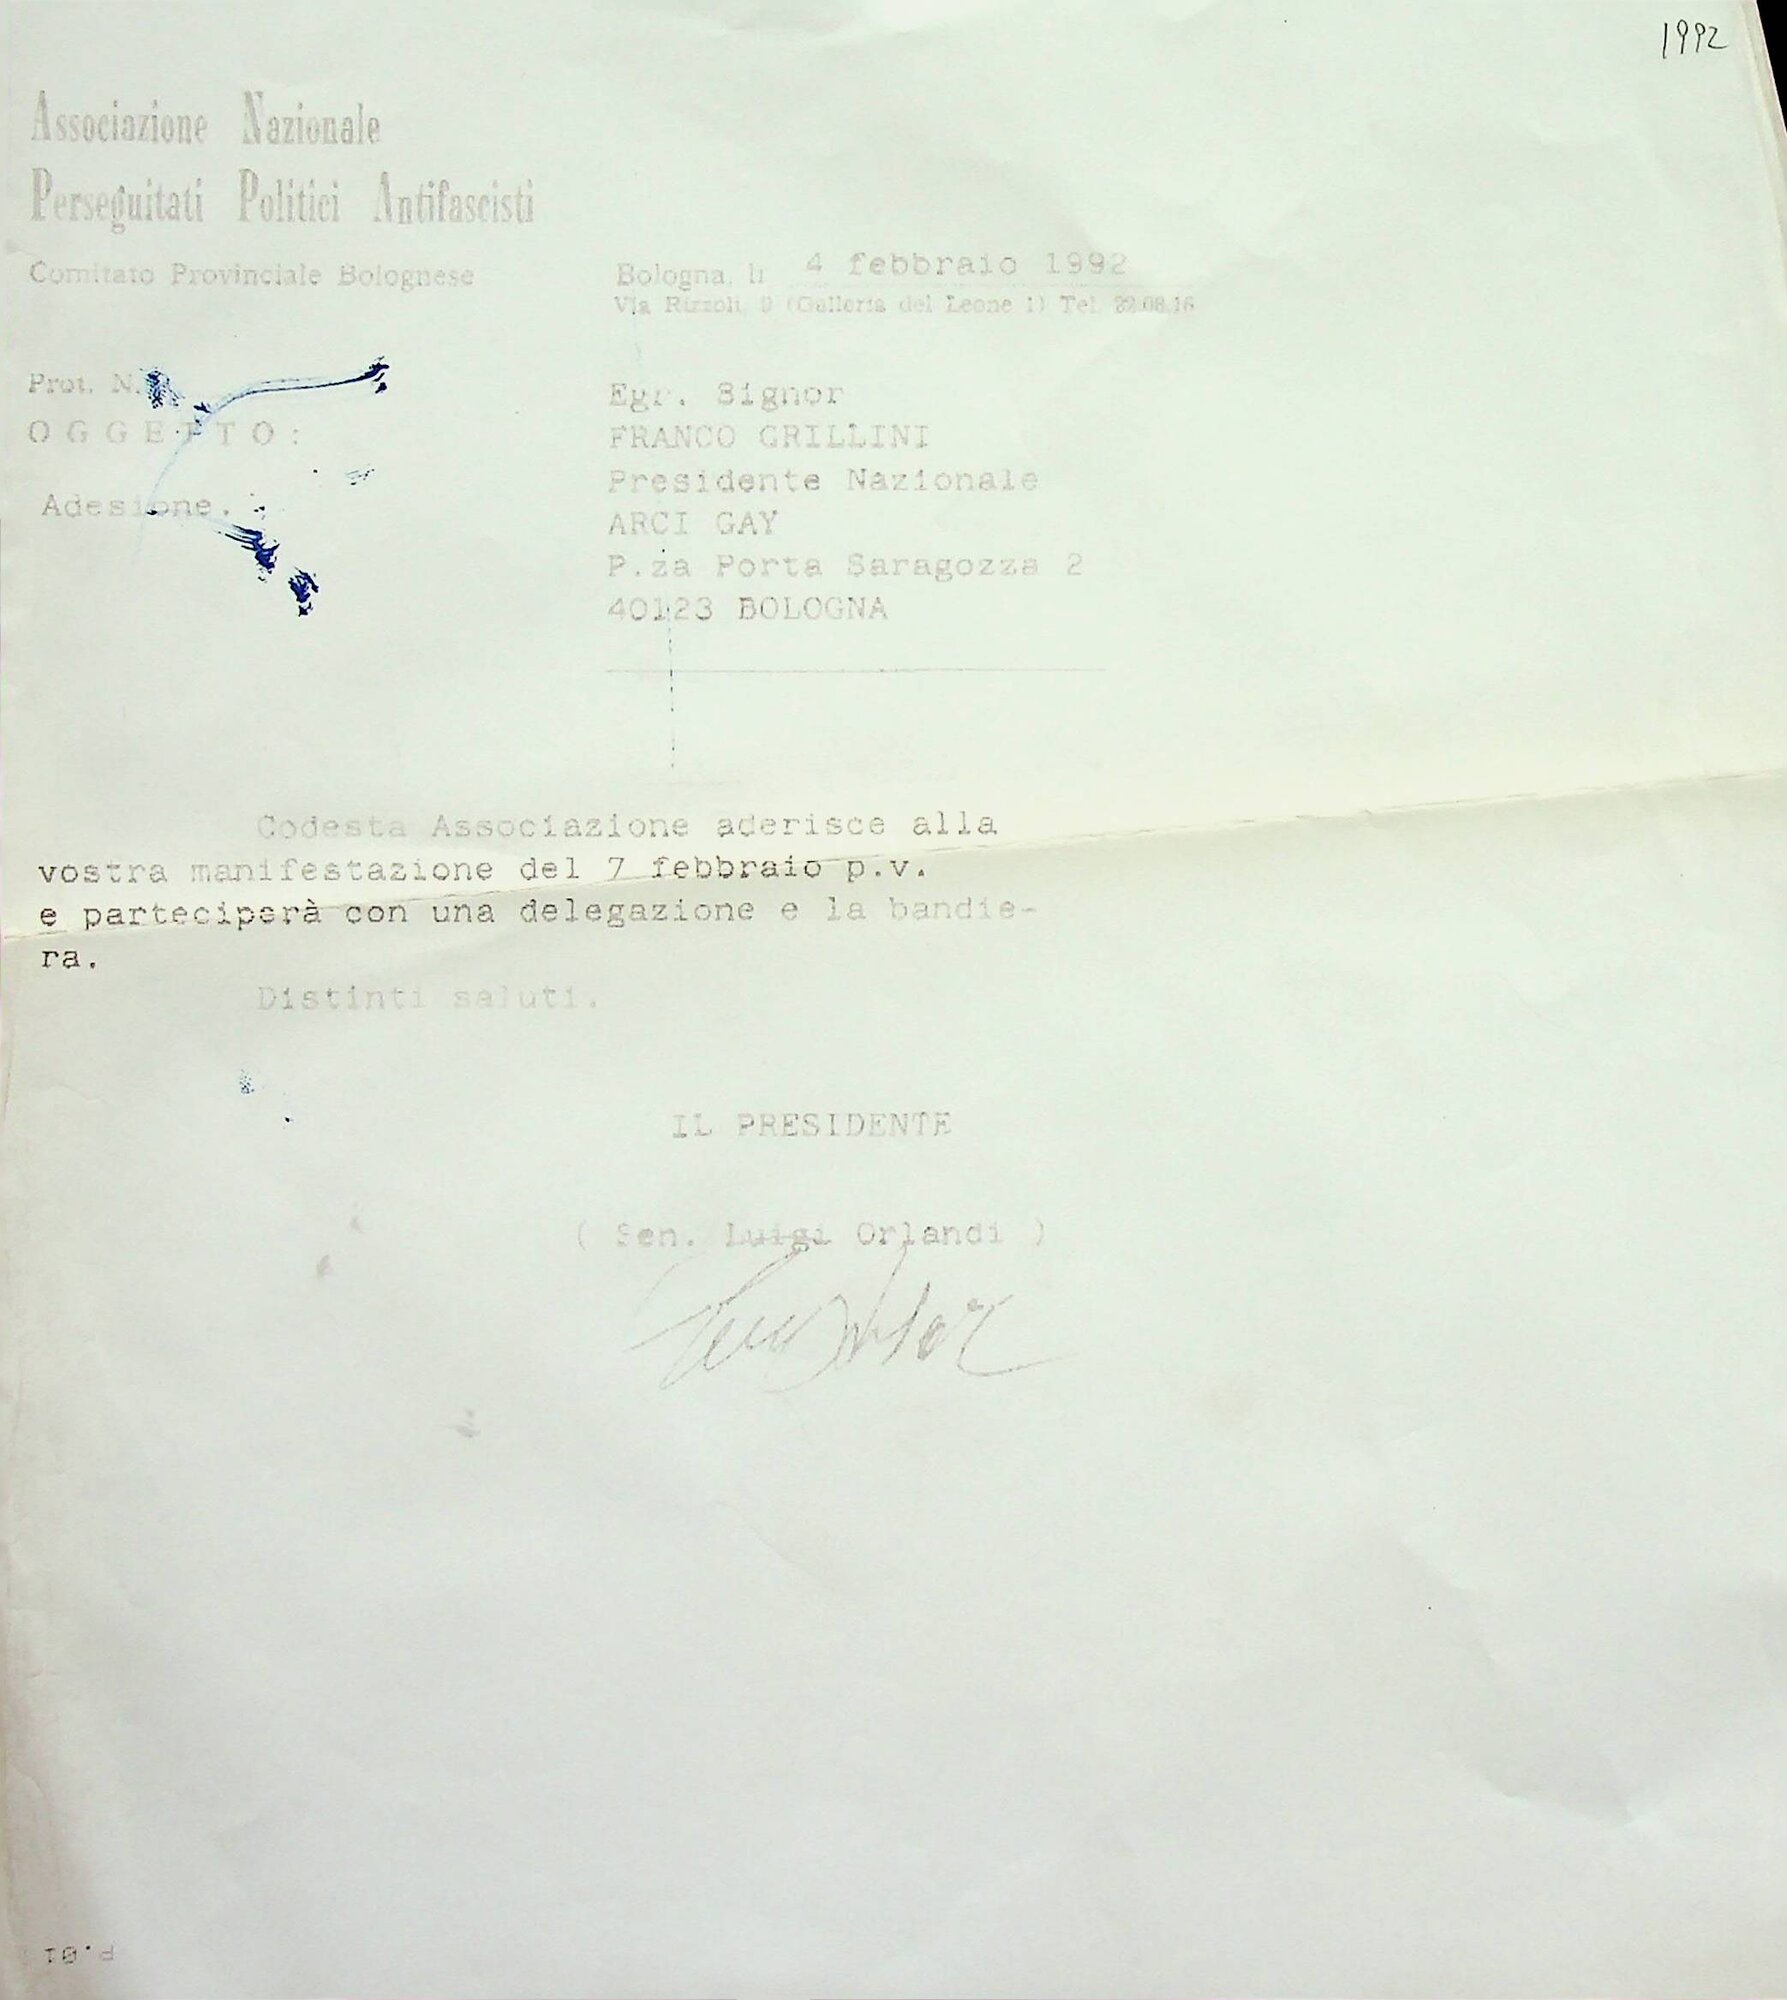 1992
Associazione Nazionale
Perseguitati Politici Antifascisti
Comitato Provinciale Bolognese
Bologna, lì 4 febbraio 1992
Via Rizzoli, 9 (Galleria del Leone 1) Tel. 22.08.16
Prot. N.
OGGETTO:
Adesione.
Egr. Signor
FRANCO GRILLINI
Presidente Nazionale
ARCI GAY
P.za Porta Saragozza 2
40123 BOLOGNA
Codesta Associazione aderisce alla
vostra manifestazione del 7 febbraio p.v.
e parteciperà con una delegazione e la bandie-
ra.
Distinti saluti.
IL PRESIDENTE
( Sen. Luigi Orlandi )
P.01